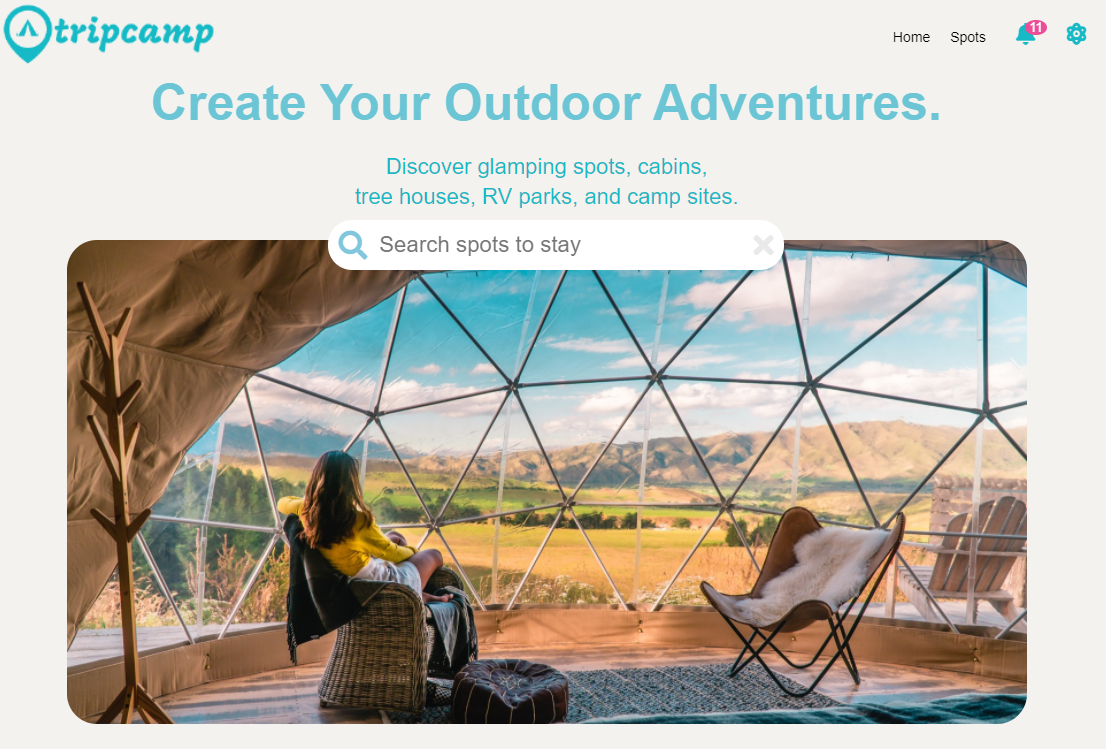 tripcamp
Home
Spots
11
Create Your Outdoor Adventures.
Discover glamping spots, cabins,
tree houses, RV parks, and camp sites.
Search spots to stay